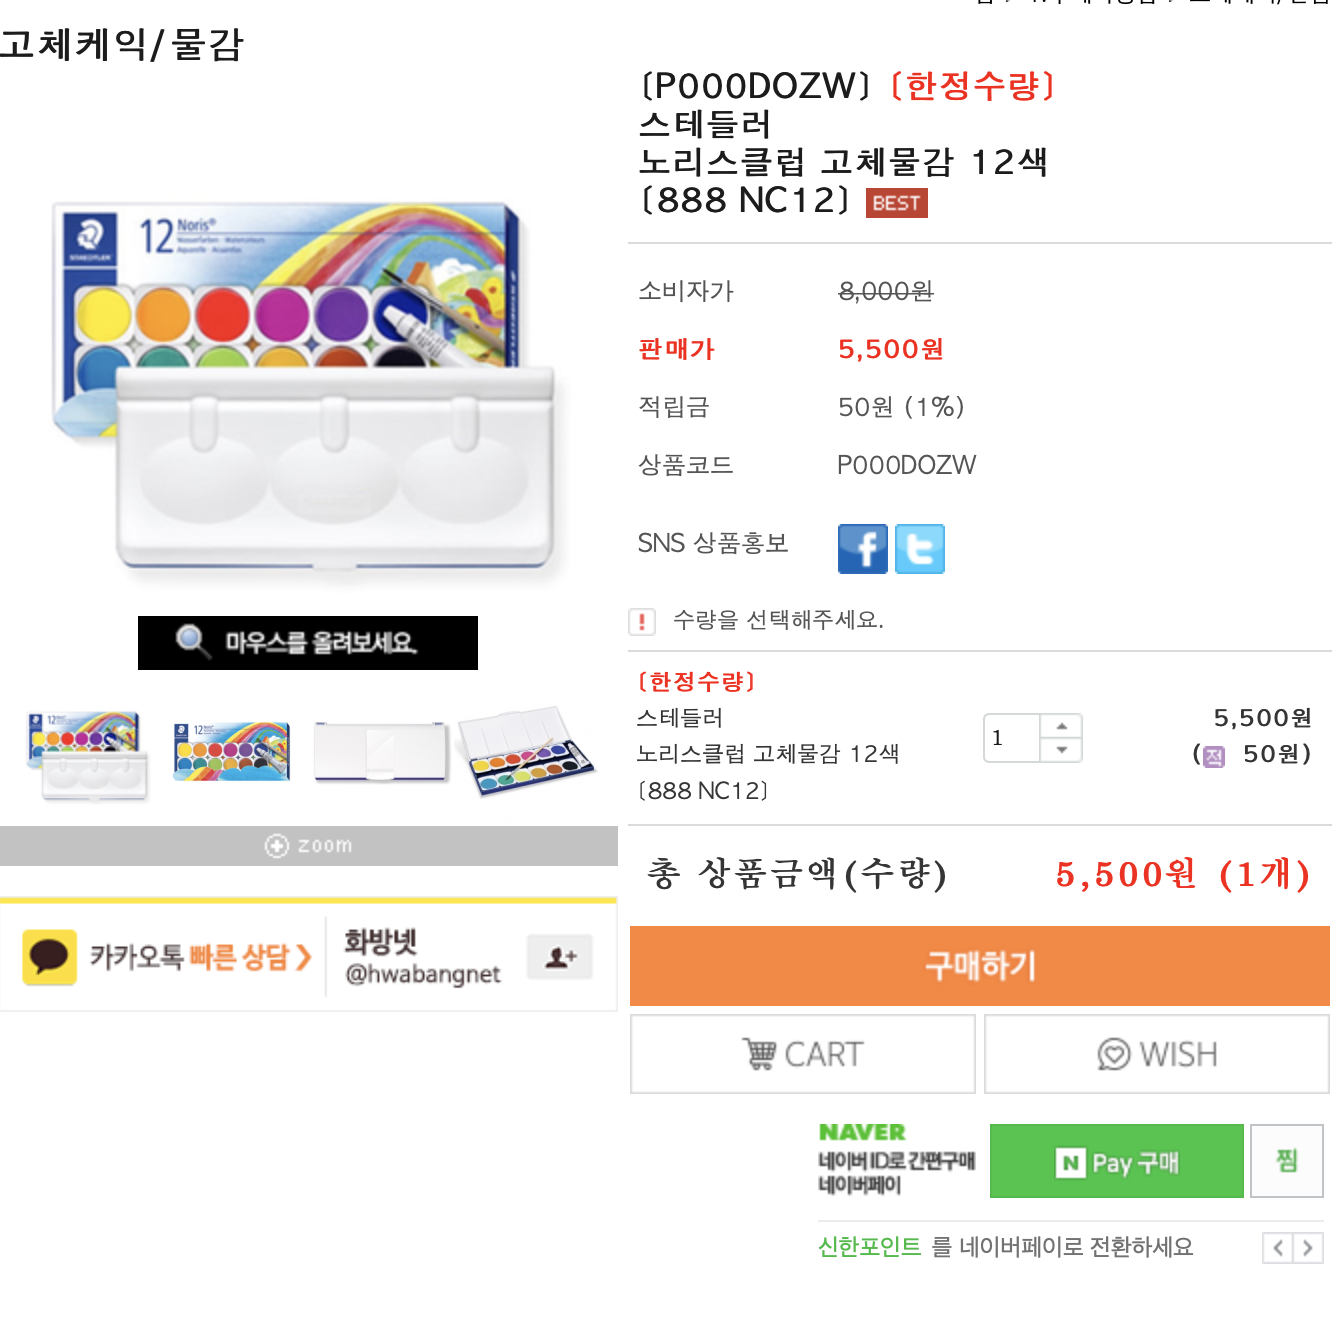 고체케익/물감
[P000DOZW] [한정수량]
스테들러
노리스클럽 고체물감 12색
[888 NC12] BEST
STAEDTLER
12 Noris®
소비자가 8,000원
판매가 5,500원
적립금 50원 (1%)
상품코드 P000DOZW
SNS 상품홍보
수량을 선택해주세요.
마우스를 올려보세요.
[한정수량]
스테들러
노리스클럽 고체물감 12색
[888 NC12]
1
5,500원
(적 50원)
zoom
총 상품금액(수량) 5,500원 (1개)
카카오톡 빠른 상담
화방넷
@hwabangnet
구매하기
CART
WISH
NAVER
네이버 ID로 간편구매
네이버페이
N Pay 구매
찜
신한포인트 를 네이버페이로 전환하세요